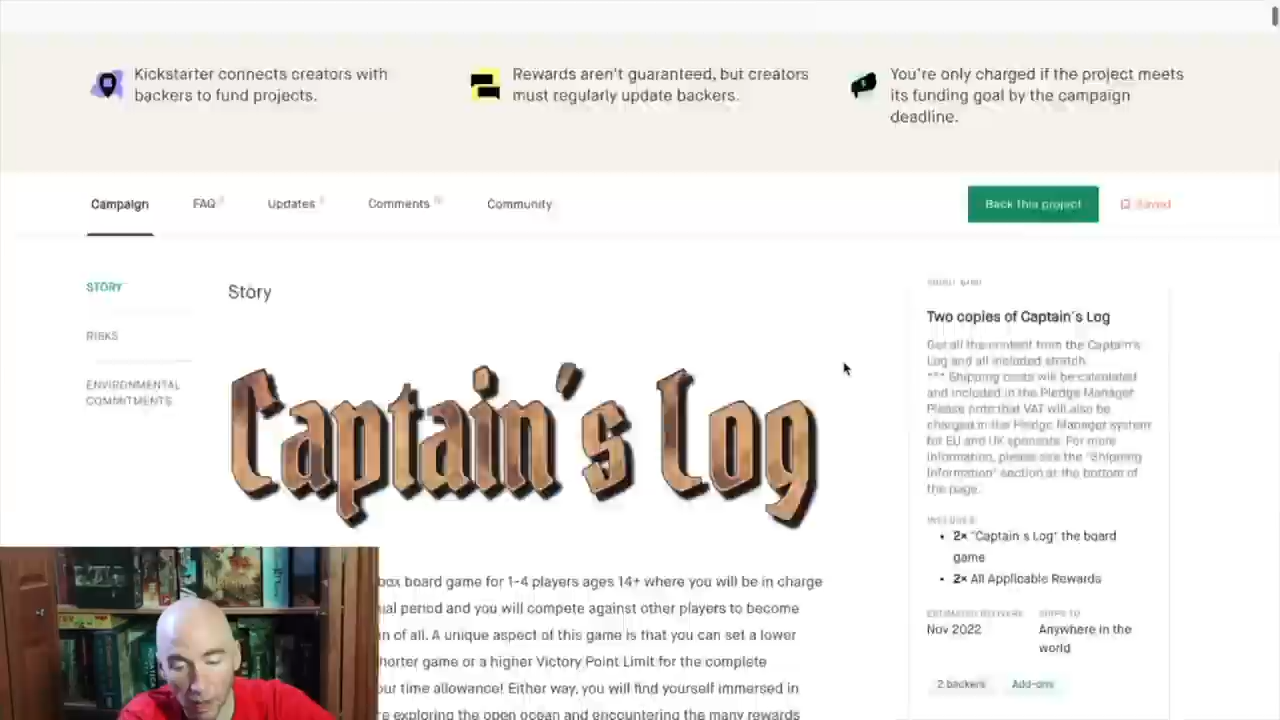 Kickstarter connects creators with
backers to fund projects.
Rewards aren't guaranteed, but creators
must regularly update backers.
You're only charged if the project meets
its funding goal by the campaign
deadline.
Campaign
FAQ
Updates
Comments
Community
Back this project
Saved
STORY
RISKS
ENVIRONMENTAL
COMMITMENTS
Story
Captain's Log
box board game for 1-4 players ages 14+ where you will be in charge
period and you will compete against other players to become
n of all. A unique aspect of this game is that you can set a lower
horter game or a higher Victory Point Limit for the complete
our time allowance! Either way, you will find yourself immersed in
re exploring the open ocean and encountering the many rewards
Two copies of Captain´s Log
Get all the content from the Captain's
Log and all included stretch.
*** Shipping costs will be calculated
and included in the Pledge Manager.
Please note that VAT will also be
charged in the Pledge Manager system
for EU and UK For more
information, please see the "Shipping
Information" section at the bottom of
the page.
INCLUDES
2× "Captain´s Log" the board
game
2× All Applicable Rewards
ESTIMATED DELIVERY
SHIPS TO
Nov 2022
Anywhere in the
world
2 backers
Add-ons